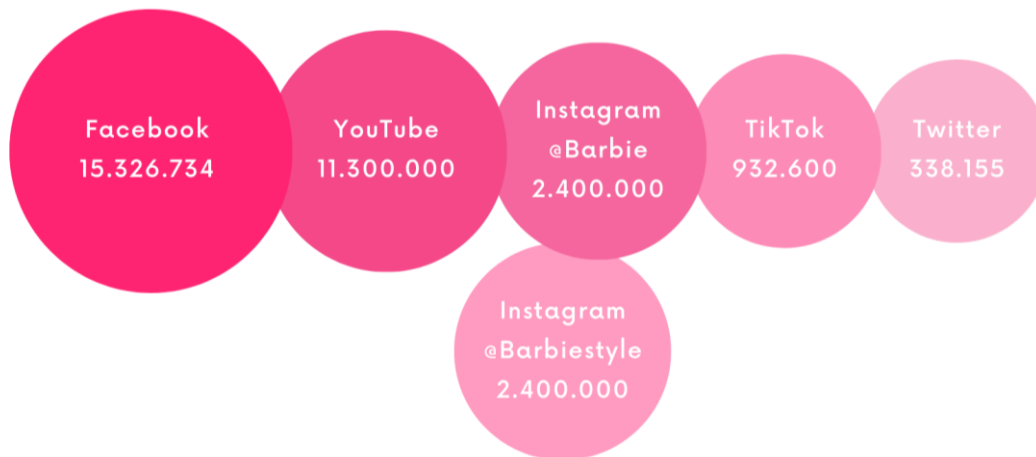 Facebook
15.326.734
YouTube
11.300.000
Instagram
@Barbie
2.400.000
TikTok
932.600
Twitter
338.155
Instagram
@Barbiestyle
2.400.000